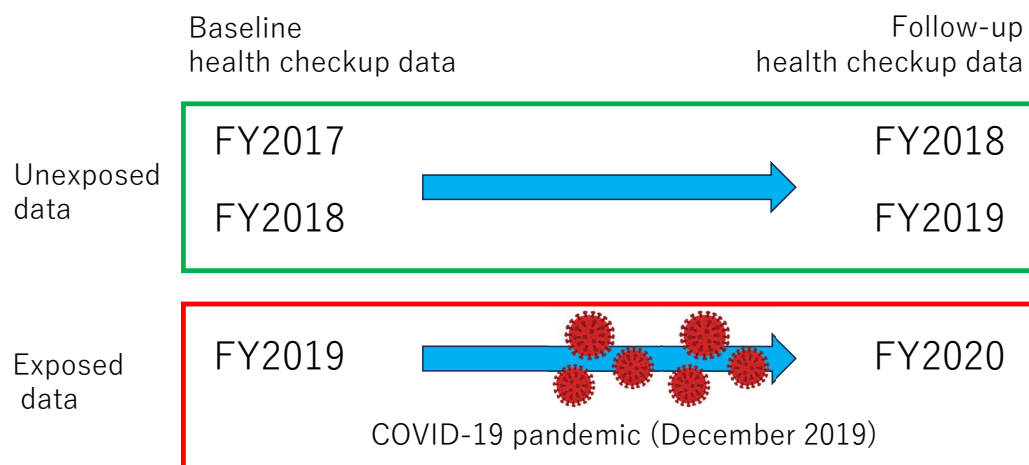 Baseline
health checkup data
Follow-up
health checkup data
Unexposed
data
FY2017
FY2018
FY2018
FY2019
Exposed
data
FY2019
FY2020
COVID-19 pandemic (December 2019)